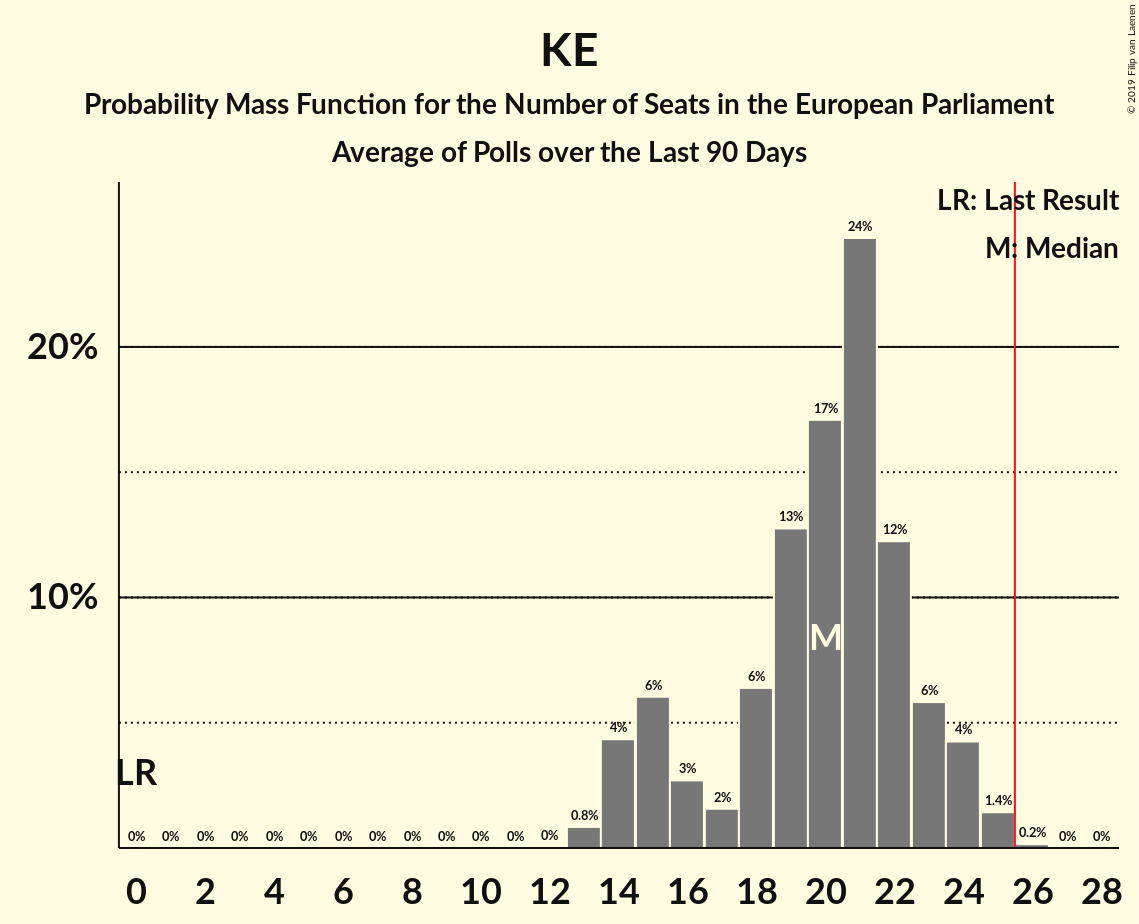 KE
Probability Mass Function for the Number of Seats in the European Parliament
Average of Polls over the Last 90 Days
© 2019 Filip van Laenen
LR: Last Result
M: Median
24%
20%
17%
13%
12%
10%
M
6%
6%
6%
4%
4%
3%
2%
LR
1.4%
0.8%
0.2%
0% 0% 0% 0% 0% 0% 0% 0% 0% 0% 0% 0% 0% 0% 0%
0 2 4 6 8 10 12 14 16 18 20 22 24 26 28